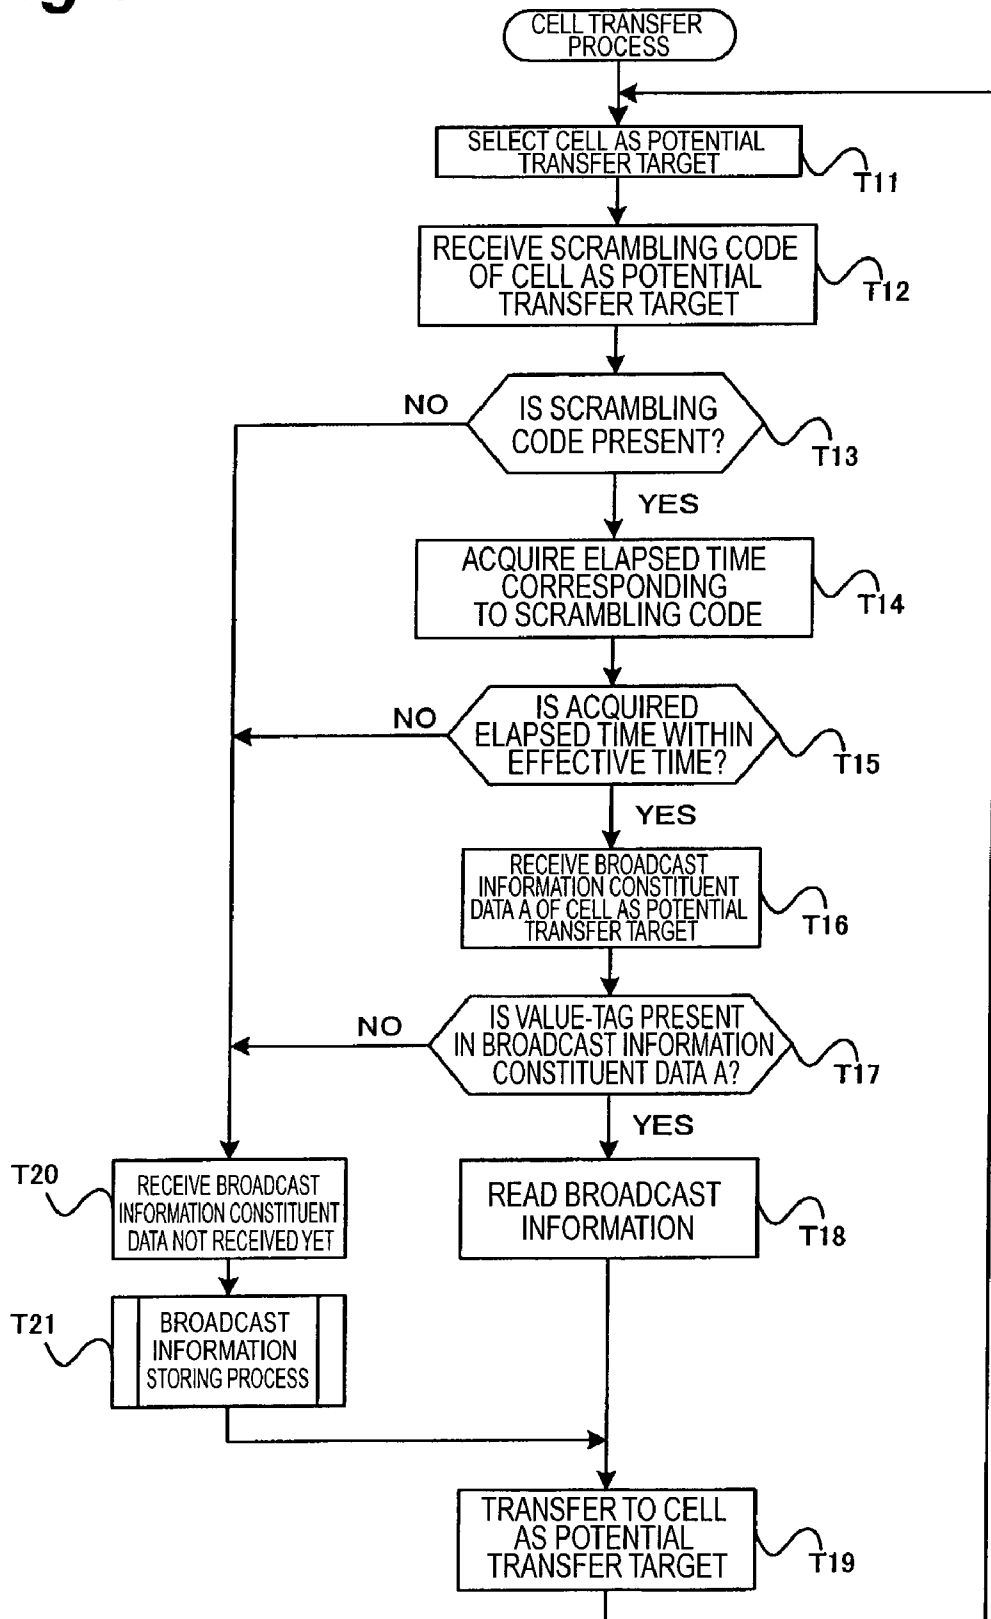 CELL TRANSFER
PROCESS
SELECT CELL AS POTENTIAL
TRANSFER TARGET
T11
RECEIVE SCRAMBLING CODE
OF CELL AS POTENTIAL
TRANSFER TARGET
T12
IS SCRAMBLING
CODE PRESENT?
T13
NO
YES
ACQUIRE ELAPSED TIME
CORRESPONDING
TO SCRAMBLING CODE
T14
IS ACQUIRED
ELAPSED TIME WITHIN
EFFECTIVE TIME?
T15
NO
YES
RECEIVE BROADCAST
INFORMATION CONSTITUENT
DATA A OF CELL AS POTENTIAL
TRANSFER TARGET
T16
IS VALUE-TAG PRESENT
IN BROADCAST INFORMATION
CONSTITUENT DATA A?
T17
NO
YES
T20
RECEIVE BROADCAST
INFORMATION CONSTITUENT
DATA NOT RECEIVED YET
READ BROADCAST
INFORMATION
T18
T21
BROADCAST
INFORMATION
STORING PROCESS
TRANSFER TO CELL
AS POTENTIAL
TRANSFER TARGET
T19